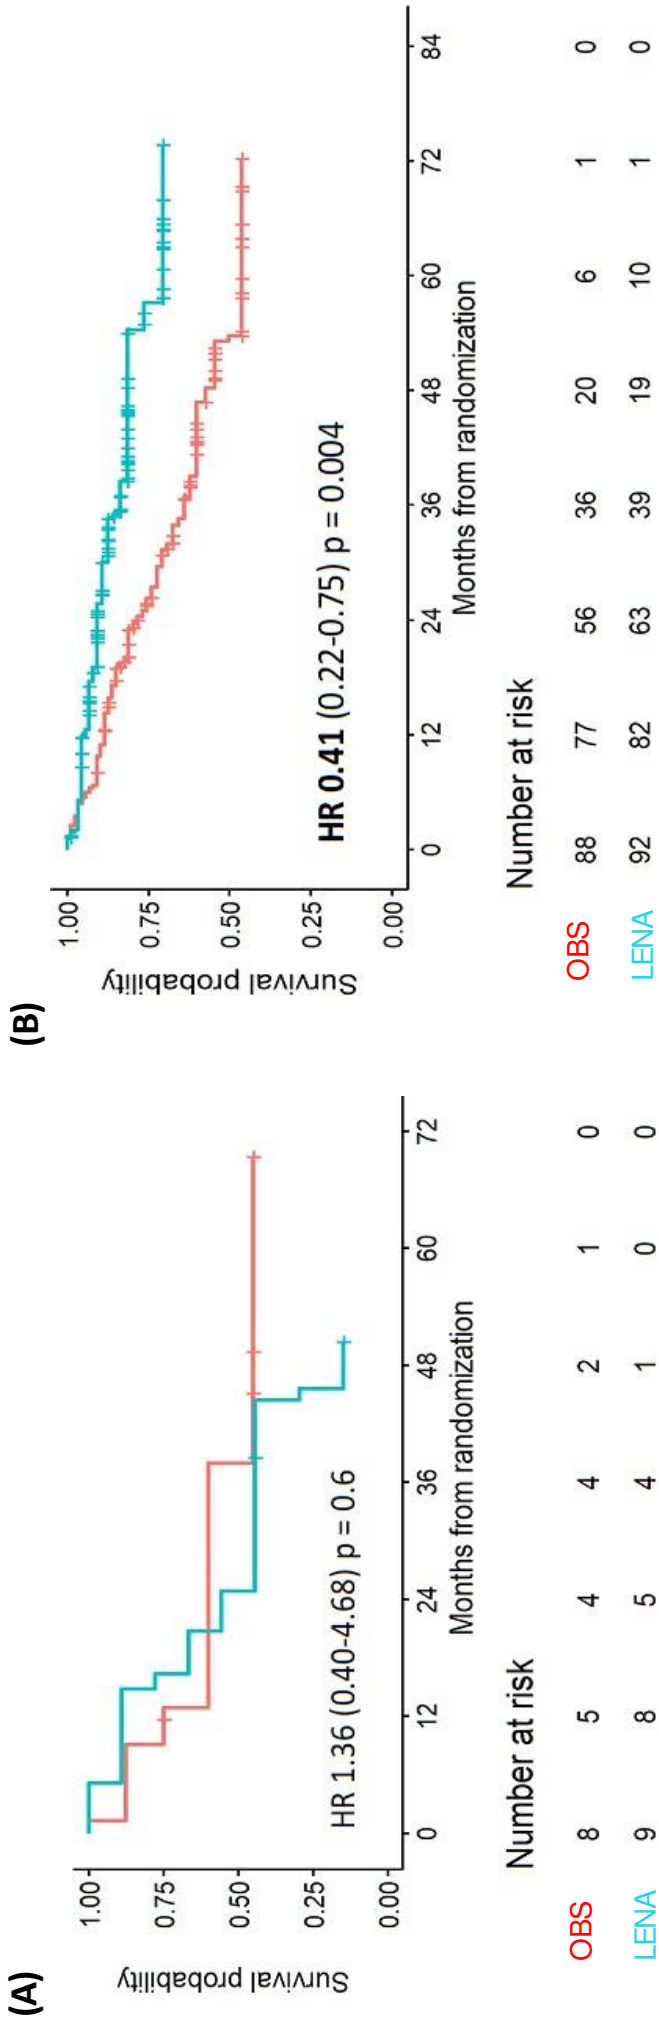 (A)
Survival probability
1.00
0.75
0.50
0.25
0.00
HR 1.36 (0.40-4.68) p = 0.6
0 12 24 36 48 60 72
Months from randomization
Number at risk
OBS 8 5 4 4 2 1 0
LENA 9 8 5 4 1 0 0
(B)
Survival probability
1.00
0.75
0.50
0.25
0.00
HR 0.41 (0.22-0.75) p = 0.004
0 12 24 36 48 60 72 84
Months from randomization
Number at risk
OBS 88 77 56 36 20 6 1 0
LENA 92 82 63 39 19 10 1 0